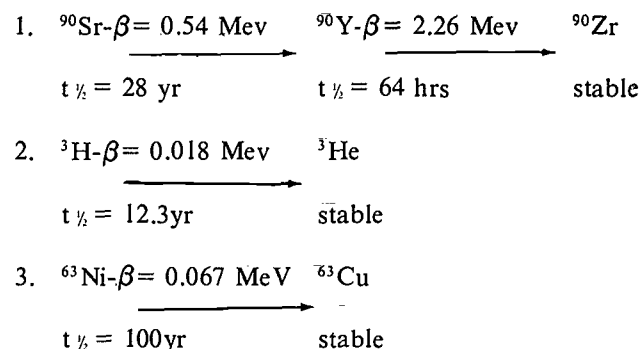 1. ⁹⁰Sr-β= 0.54 Mev ⁹⁰Y-β= 2.26 Mev ⁹⁰Zr
t ½ = 28 yr t ½ = 64 hrs stable
2. ³H-β= 0.018 Mev ³He
t ½ = 12.3yr stable
3. ⁶³Ni-β= 0.067 MeV ⁶³Cu
t ½ = 100yr stable